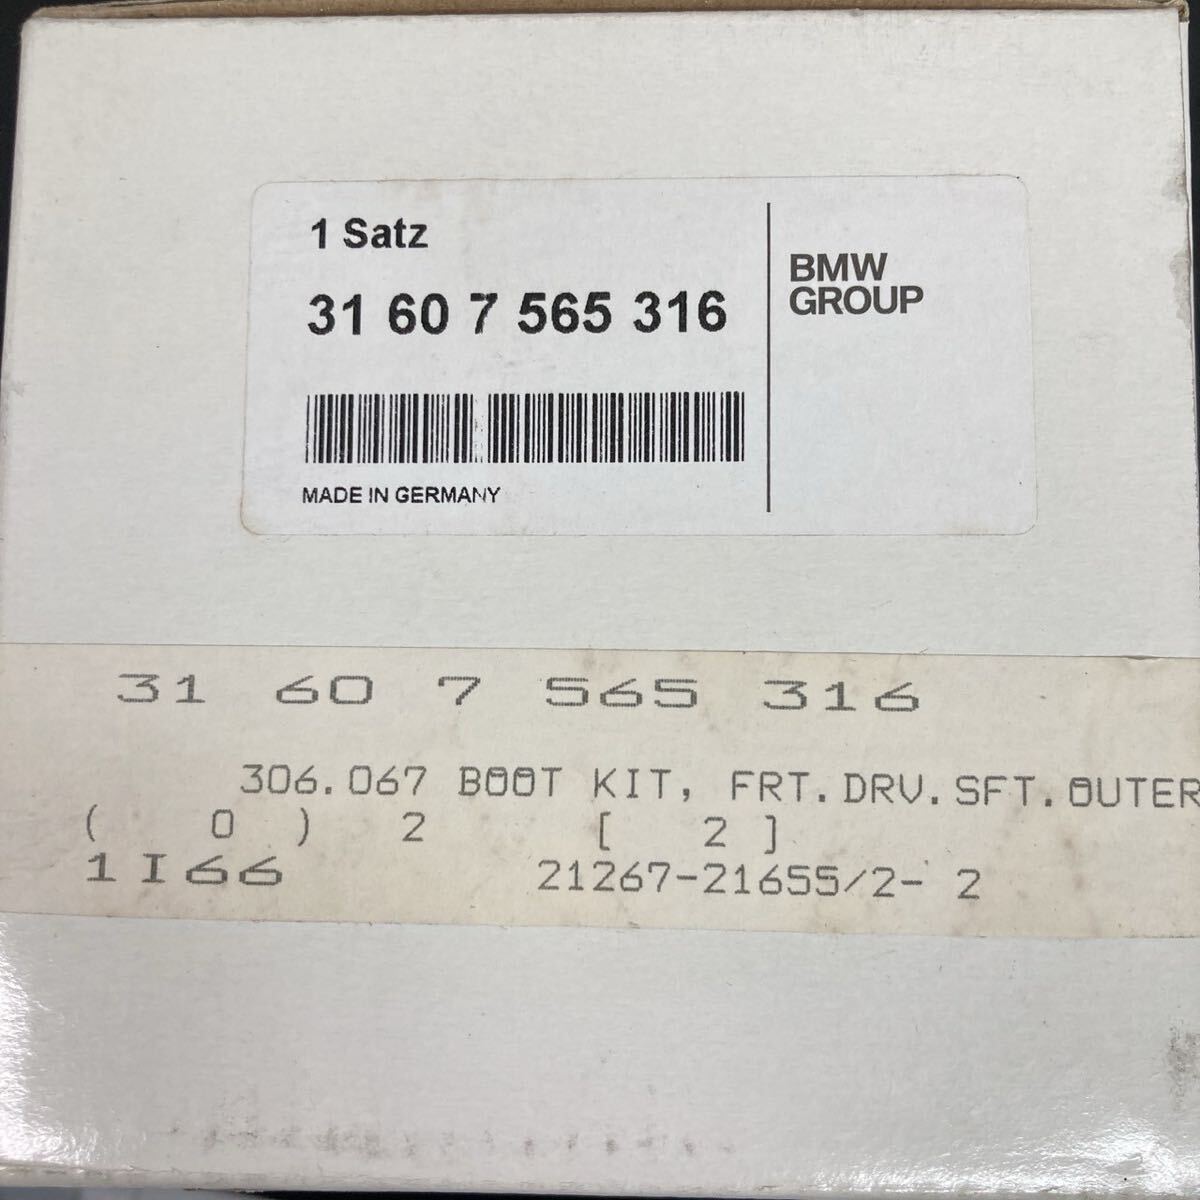 1 Satz
31 60 7 565 316
BMW
GROUP
MADE IN GERMANY
31 60 7 565 316
306.067 BOOT KIT, FRT.DRV.SFT.OUTER
( 0 ) 2 [ 2 ]
1I66 21267-21655/2- 2